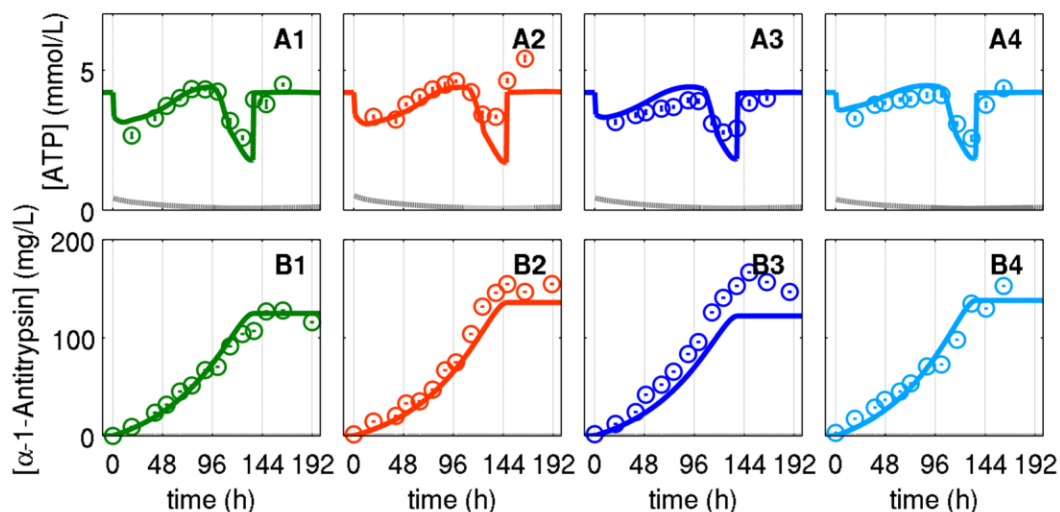 [ATP] (mmol/L)
5
0
A1
A2
A3
A4
[α-1-Antitrypsin] (mg/L)
200
100
0
B1
B2
B3
B4
0 48 96 144 192
0 48 96 144 192
0 48 96 144 192
0 48 96 144 192
time (h)
time (h)
time (h)
time (h)